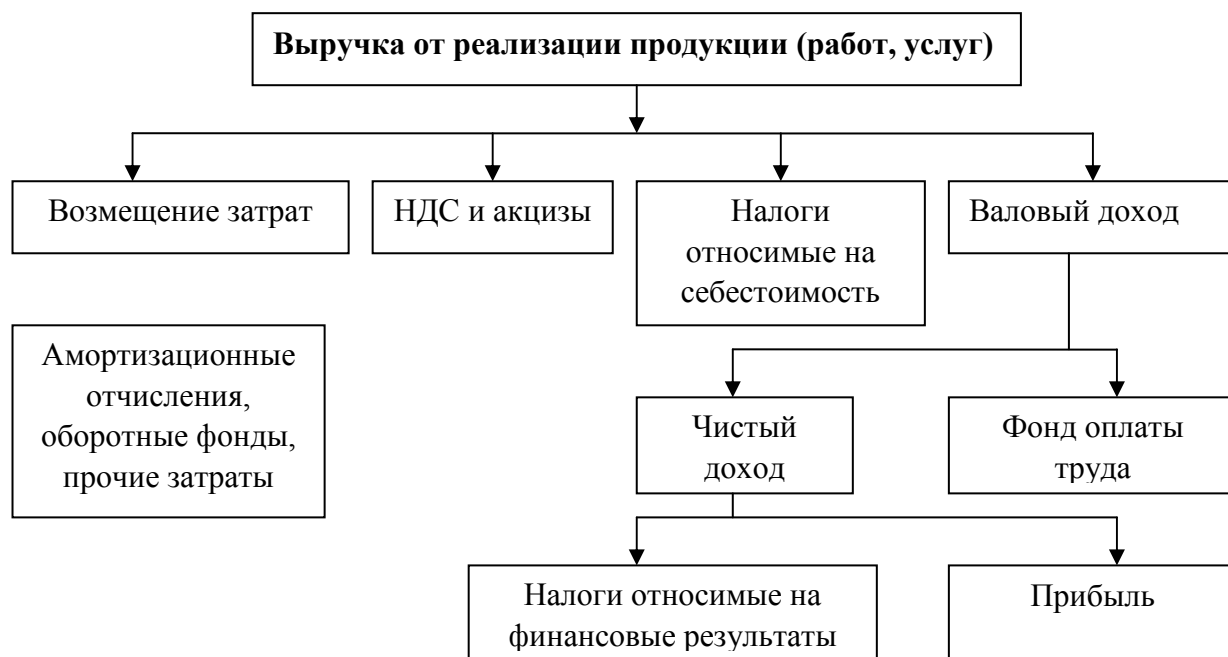 Выручка от реализации продукции (работ, услуг)
Возмещение затрат
НДС и акцизы
Налоги
относимые на
себестоимость
Валовый доход
Амортизационные
отчисления,
оборотные фонды,
прочие затраты
Чистый
доход
Фонд оплаты
труда
Налоги относимые на
финансовые результаты
Прибыль